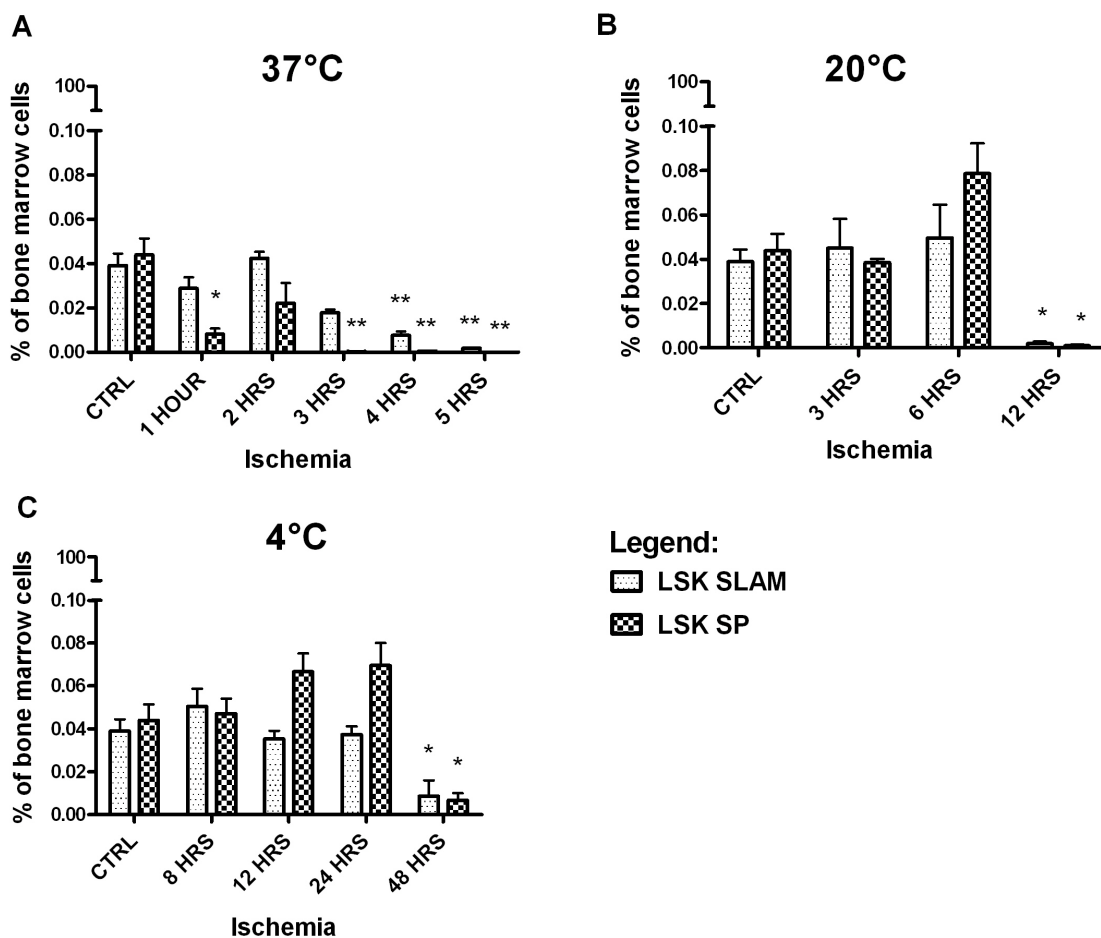 A
37°C
% of bone marrow cells
100
0.10
0.08
0.06
0.04
0.02
0.00
*
**
**
**
**
**
CTRL
1 HOUR
2 HRS
3 HRS
4 HRS
5 HRS
Ischemia
B
20°C
% of bone marrow cells
100
0.10
0.08
0.06
0.04
0.02
0.00
*
*
CTRL
3 HRS
6 HRS
12 HRS
Ischemia
C
4°C
% of bone marrow cells
100
0.10
0.08
0.06
0.04
0.02
0.00
*
*
CTRL
8 HRS
12 HRS
24 HRS
48 HRS
Ischemia
Legend:
LSK SLAM
LSK SP